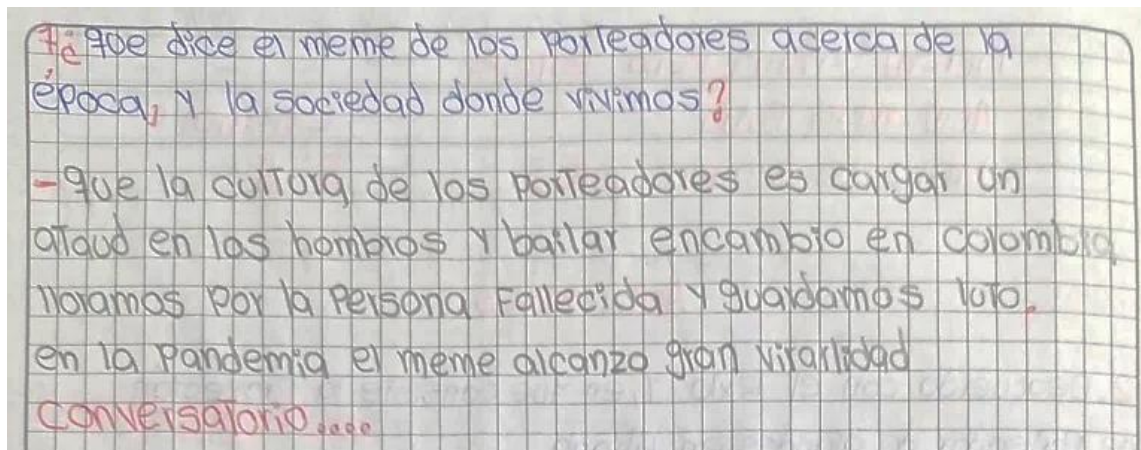 7è que dice el meme de los porteadores acerca de la
época, y la sociedad donde vivimos?
-que la cultura de los porteadores es cargar un
ataud en los hombros y bailar encambio en colombia
lloramos por la persona Fallecida y guardamos luto.
en la pandemia el meme alcanzo gran viralidad
conversatorio....